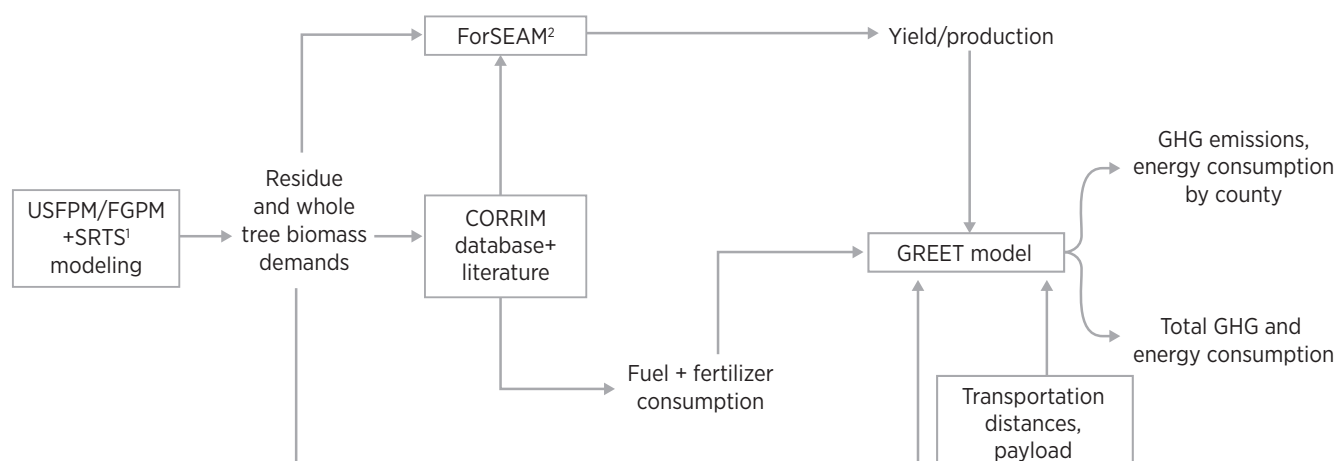 ForSEAM²
Yield/production
GHG emissions,
energy consumption
by county
Residue
and whole
tree biomass
demands
USFPM/FGPM
+SRTS¹
modeling
CORRIM
database+
literature
GREET model
Total GHG and
energy consumption
Fuel + fertilizer
consumption
Transportation
distances,
payload